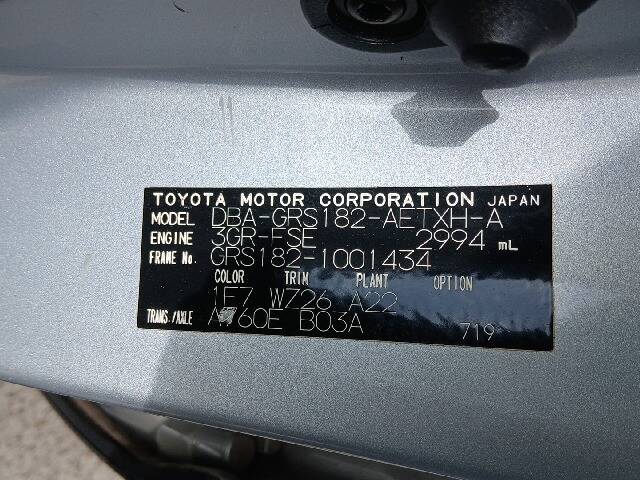 TOYOTA MOTOR CORPORATION JAPAN
MODEL DBA-GRS182-AETXH-A
ENGINE 3GR-FSE 2994 mL
FRAME No. GRS182-1001434
COLOR TRIM PLANT OPTION
1F7 WZ26 A22
TRANS./AXLE A760E B03A 719